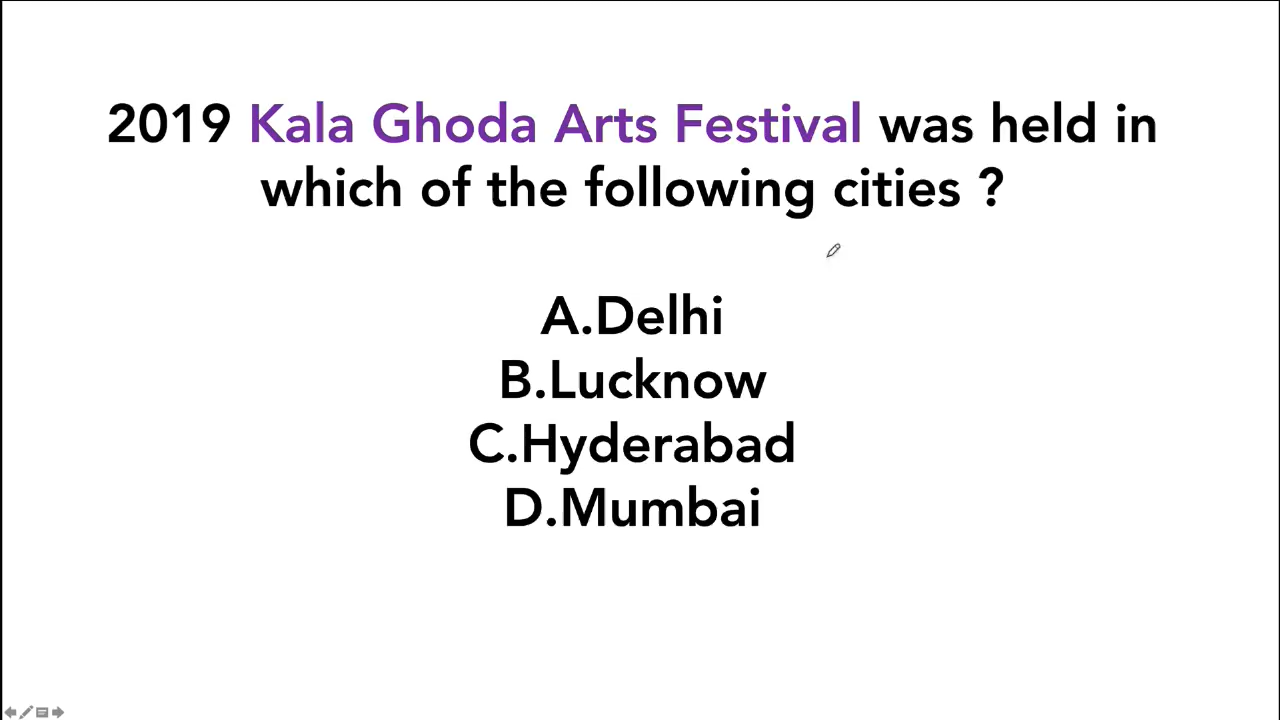 2019 Kala Ghoda Arts Festival was held in
which of the following cities ?
A.Delhi
B.Lucknow
C.Hyderabad
D.Mumbai